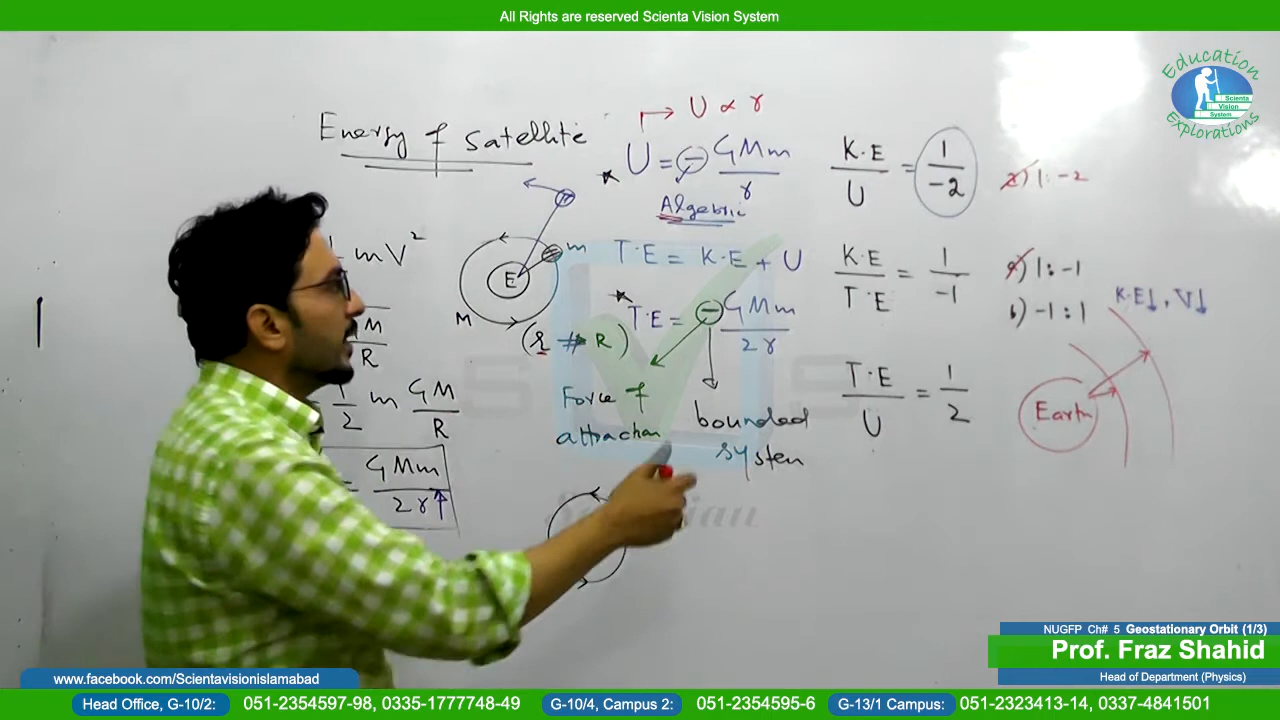 All Rights are reserved Scienta Vision System
Education
Scienta
Vision
System
Explorations
Energy of Satellite
mV²
M
R
1/2 m GM/R
= GMm/2r ↑
E
m
M
(r ≠ R)
→ U ∝ r
* U = - GMm/r
Algebric
T.E = K.E + U
* T.E = - GMm/2r
Force of
attraction
bounded
system
K.E/U = 1/-2
a) 1:-2
K.E/T.E = 1/-1
a) 1:-1
b) -1:1
T.E/U = 1/2
K.E↓, V↓
Earth
S.V.S
NUGFP Ch# 5 Geostationary Orbit (1/3)
Prof. Fraz Shahid
Head of Department (Physics)
www.facebook.com/Scientavisionislamabad
Head Office, G-10/2: 051-2354597-98, 0335-1777748-49 G-10/4, Campus 2: 051-2354595-6 G-13/1 Campus: 051-2323413-14, 0337-4841501